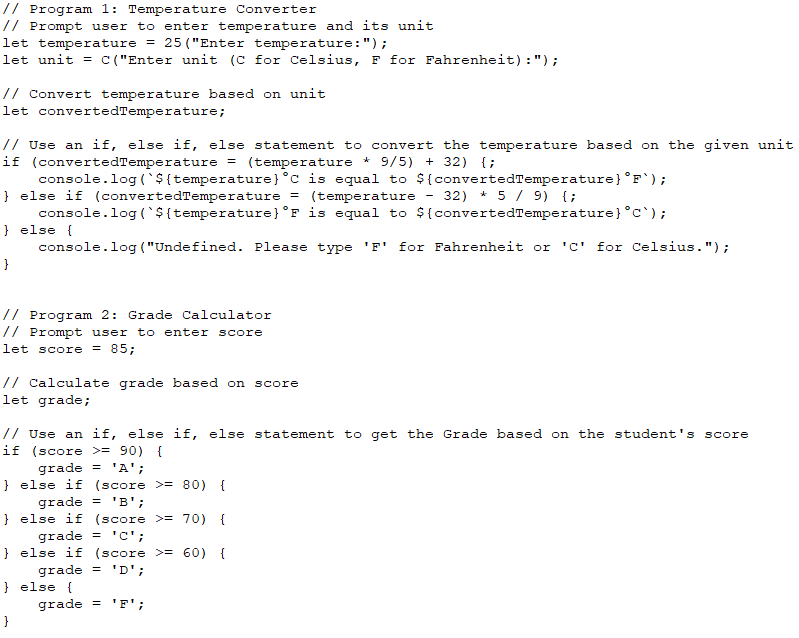 // Program 1: Temperature Converter
// Prompt user to enter temperature and its unit
let temperature = 25("Enter temperature:");
let unit = C("Enter unit (C for Celsius, F for Fahrenheit):");

// Convert temperature based on unit
let convertedTemperature;

// Use an if, else if, else statement to convert the temperature based on the given unit
if (convertedTemperature = (temperature * 9/5) + 32) {;
    console.log(`${temperature}°C is equal to ${convertedTemperature}°F`);
} else if (convertedTemperature = (temperature - 32) * 5 / 9) {;
    console.log(`${temperature}°F is equal to ${convertedTemperature}°C`);
} else {
    console.log("Undefined. Please type 'F' for Fahrenheit or 'C' for Celsius.");
}


// Program 2: Grade Calculator
// Prompt user to enter score
let score = 85;

// Calculate grade based on score
let grade;

// Use an if, else if, else statement to get the Grade based on the student's score
if (score >= 90) {
    grade = 'A';
} else if (score >= 80) {
    grade = 'B';
} else if (score >= 70) {
    grade = 'C';
} else if (score >= 60) {
    grade = 'D';
} else {
    grade = 'F';
}